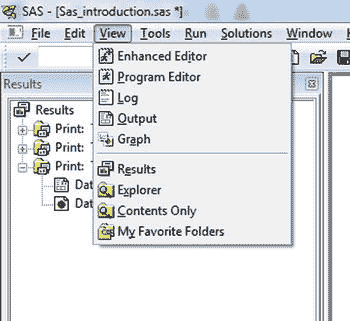 SAS - [Sas_introduction.sas *]
File Edit View Tools Run Solutions Window
Results
Enhanced Editor
Program Editor
Log
Output
Graph
Results
Explorer
Contents Only
My Favorite Folders
Results
Print:
Print:
Print:
Dat
Dat